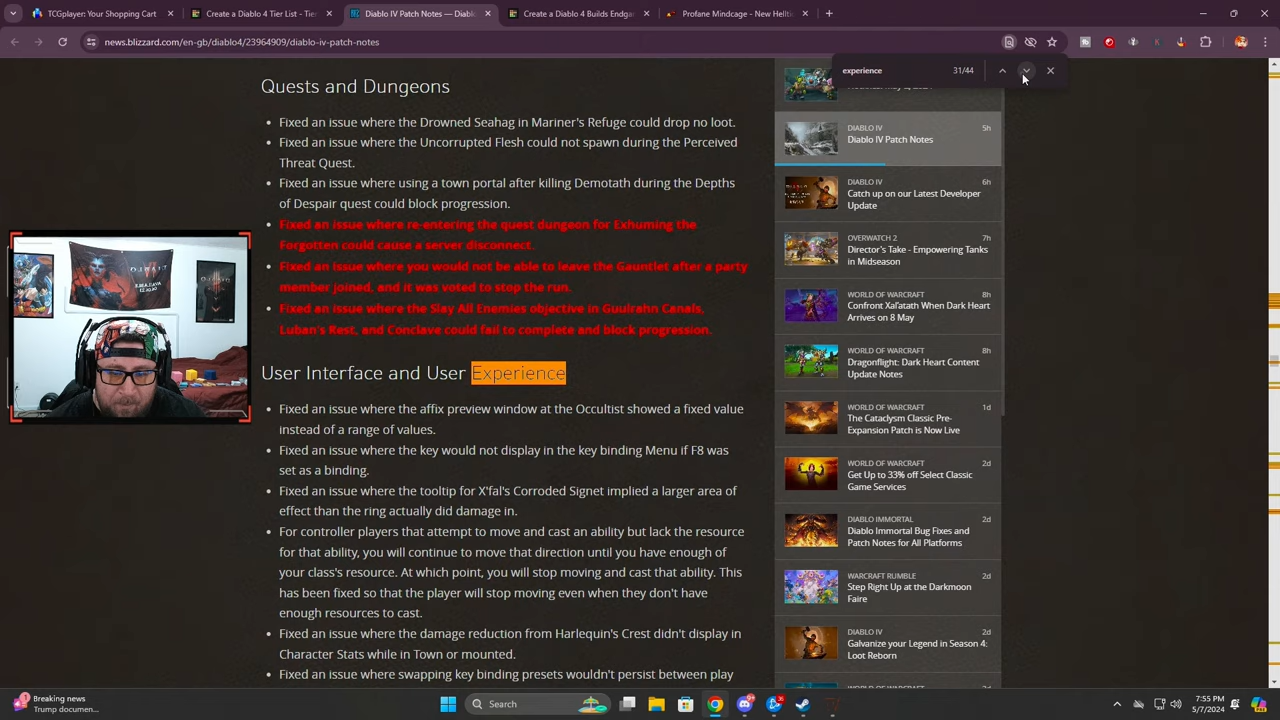 TCGplayer: Your Shopping Cart
Create a Diablo 4 Tier List - Tier
Diablo IV Patch Notes — Diablo
Create a Diablo 4 Builds Endgam
Profane Mindcage - New Hellti
news.blizzard.com/en-gb/diablo4/23964909/diablo-iv-patch-notes
experience
31/44
Quests and Dungeons
• Fixed an issue where the Drowned Seahag in Mariner's Refuge could drop no loot.
• Fixed an issue where the Uncorrupted Flesh could not spawn during the Perceived
Threat Quest.
• Fixed an issue where using a town portal after killing Demotath during the Depths
of Despair quest could block progression.
• Fixed an issue where re-entering the quest dungeon for Exhuming the
Forgotten could cause a server disconnect.
• Fixed an issue where you would not be able to leave the Gauntlet after a party
member joined, and it was voted to stop the run.
• Fixed an issue where the Slay All Enemies objective in Guulrahn Canals,
Luban's Rest, and Conclave could fail to complete and block progression.
User Interface and User Experience
• Fixed an issue where the affix preview window at the Occultist showed a fixed value
instead of a range of values.
• Fixed an issue where the key would not display in the key binding Menu if F8 was
set as a binding.
• Fixed an issue where the tooltip for X'fal's Corroded Signet implied a larger area of
effect than the ring actually did damage in.
• For controller players that attempt to move and cast an ability but lack the resource
for that ability, you will continue to move that direction until you have enough of
your class's resource. At which point, you will stop moving and cast that ability. This
has been fixed so that the player will stop moving even when they don't have
enough resources to cast.
• Fixed an issue where the damage reduction from Harlequin's Crest didn't display in
Character Stats while in Town or mounted.
• Fixed an issue where swapping key binding presets wouldn't persist between play
DIABLO IV 5h
Diablo IV Patch Notes
DIABLO IV 6h
Catch up on our Latest Developer
Update
OVERWATCH 2 7h
Director's Take - Empowering Tanks
in Midseason
WORLD OF WARCRAFT 8h
Confront Xal'atath When Dark Heart
Arrives on 8 May
WORLD OF WARCRAFT 8h
Dragonflight: Dark Heart Content
Update Notes
WORLD OF WARCRAFT 1d
The Cataclysm Classic Pre-
Expansion Patch is Now Live
WORLD OF WARCRAFT 2d
Get Up to 33% off Select Classic
Game Services
DIABLO IMMORTAL 2d
Diablo Immortal Bug Fixes and
Patch Notes for All Platforms
WARCRAFT RUMBLE 2d
Step Right Up at the Darkmoon
Faire
DIABLO IV 2d
Galvanize your Legend in Season 4:
Loot Reborn
Breaking news
Trump documen...
Search
7:55 PM
5/7/2024